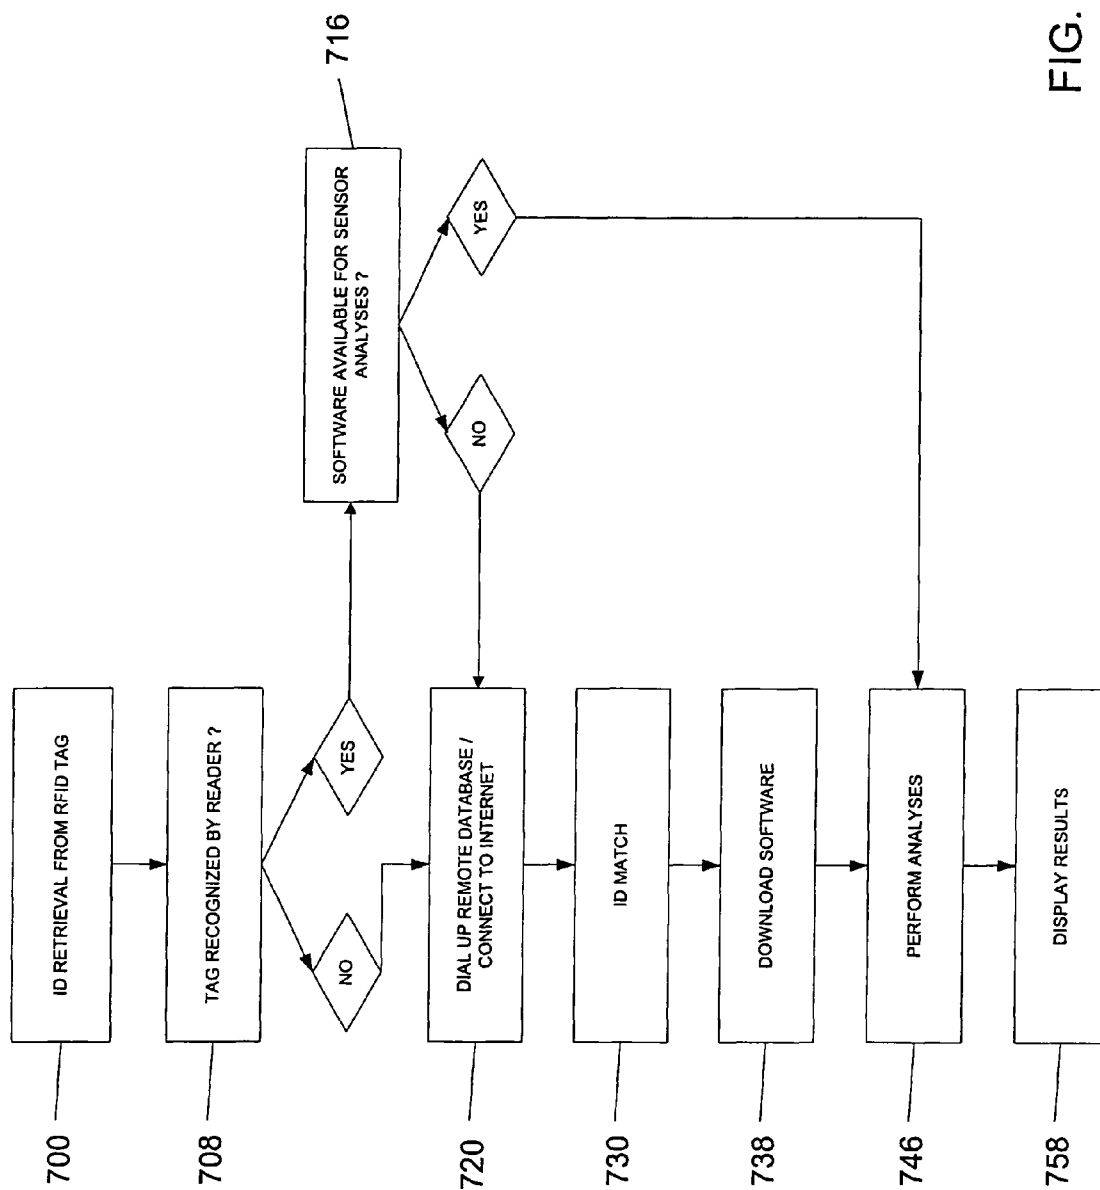 700
ID RETRIEVAL FROM RFID TAG
708
TAG RECOGNIZED BY READER ?
NO
YES
716
SOFTWARE AVAILABLE FOR SENSOR
ANALYSES ?
NO
YES
720
DIAL UP REMOTE DATABASE /
CONNECT TO INTERNET
730
ID MATCH
738
DOWNLOAD SOFTWARE
746
PERFORM ANALYSES
758
DISPLAY RESULTS
FIG.